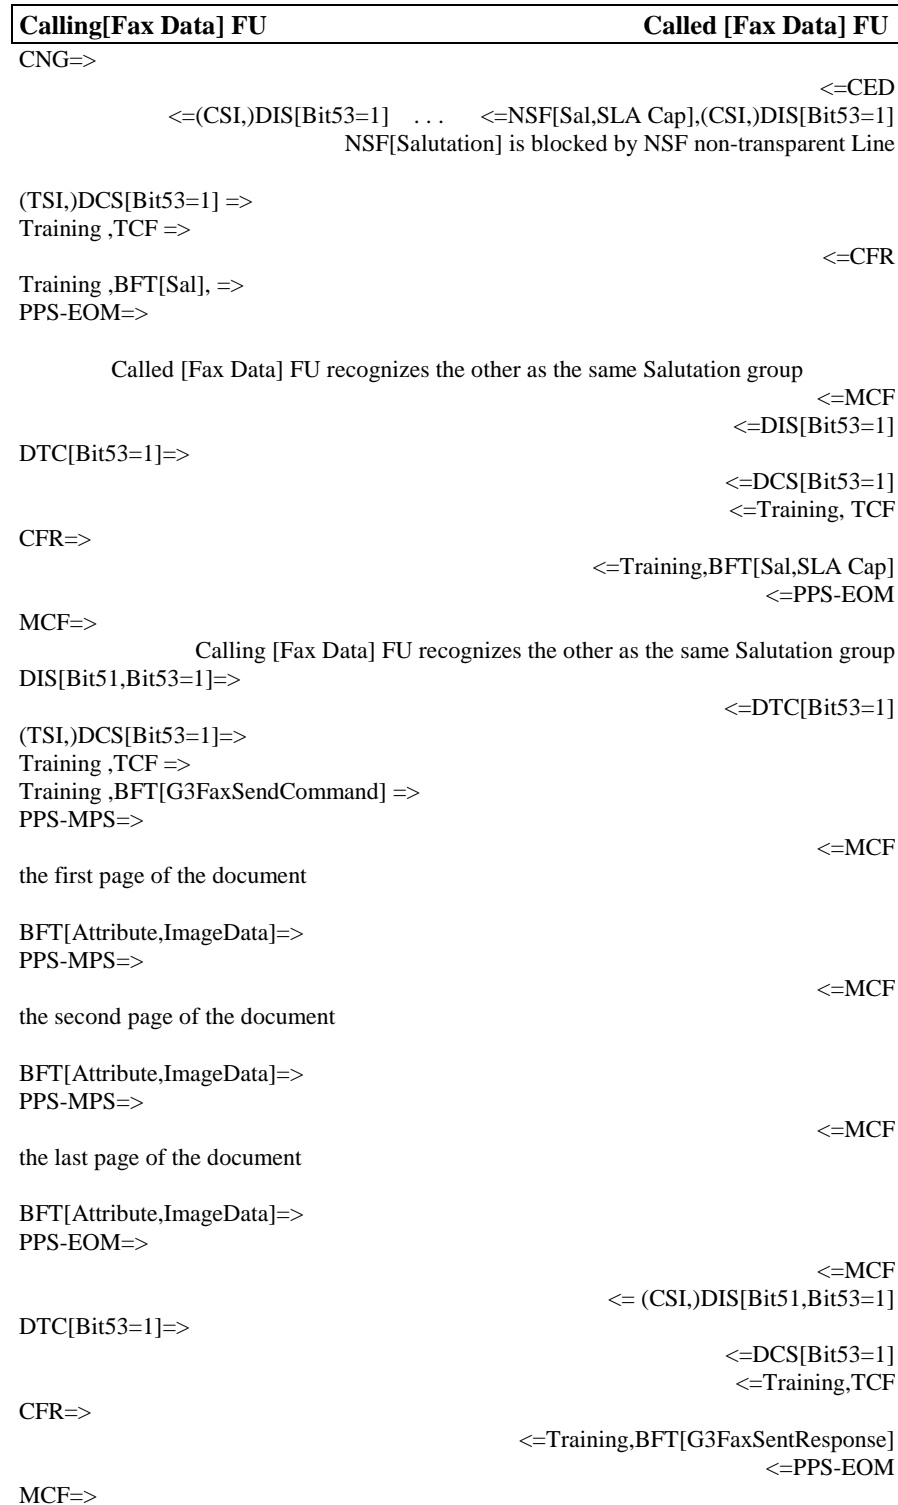 Calling[Fax Data] FU Called [Fax Data] FU
CNG=>
<=CED
<=(CSI,)DIS[Bit53=1] . . . <=NSF[Sal,SLA Cap],(CSI,)DIS[Bit53=1]
NSF[Salutation] is blocked by NSF non-transparent Line
(TSI,)DCS[Bit53=1] =>
Training ,TCF =>
<=CFR
Training ,BFT[Sal], =>
PPS-EOM=>
Called [Fax Data] FU recognizes the other as the same Salutation group
<=MCF
<=DIS[Bit53=1]
DTC[Bit53=1]=>
<=DCS[Bit53=1]
<=Training, TCF
CFR=>
<=Training,BFT[Sal,SLA Cap]
<=PPS-EOM
MCF=>
Calling [Fax Data] FU recognizes the other as the same Salutation group
DIS[Bit51,Bit53=1]=>
<=DTC[Bit53=1]
(TSI,)DCS[Bit53=1]=>
Training ,TCF =>
Training ,BFT[G3FaxSendCommand] =>
PPS-MPS=>
<=MCF
the first page of the document
BFT[Attribute,ImageData]=>
PPS-MPS=>
<=MCF
the second page of the document
BFT[Attribute,ImageData]=>
PPS-MPS=>
<=MCF
the last page of the document
BFT[Attribute,ImageData]=>
PPS-EOM=>
<=MCF
<= (CSI,)DIS[Bit51,Bit53=1]
DTC[Bit53=1]=>
<=DCS[Bit53=1]
<=Training,TCF
CFR=>
<=Training,BFT[G3FaxSentResponse]
<=PPS-EOM
MCF=>